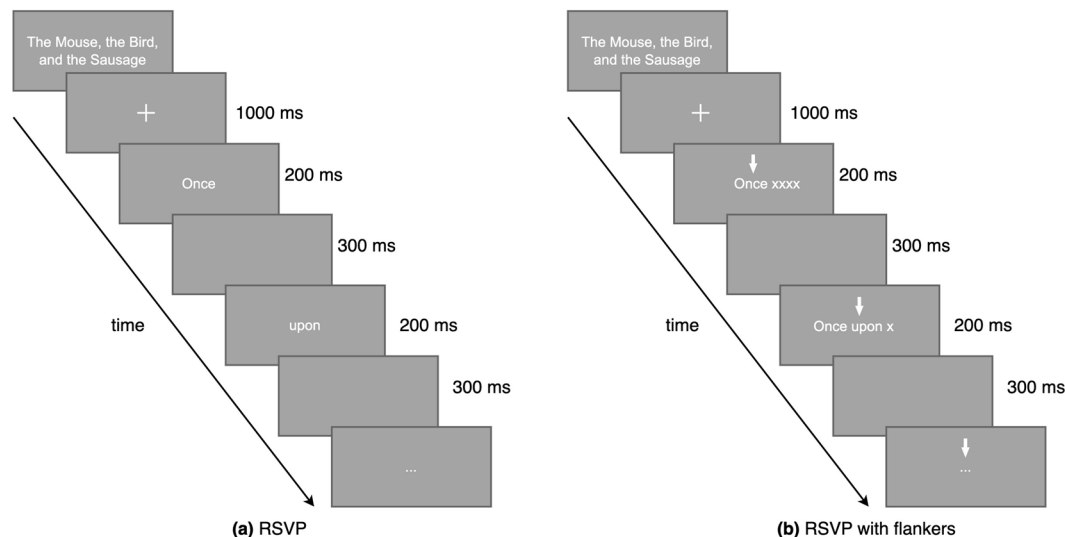 The Mouse, the Bird,
and the Sausage
1000 ms
Once
200 ms
300 ms
upon
200 ms
300 ms
...
time
(a) RSVP
The Mouse, the Bird,
and the Sausage
1000 ms
Once xxxx
200 ms
300 ms
Once upon x
200 ms
300 ms
...
time
(b) RSVP with flankers